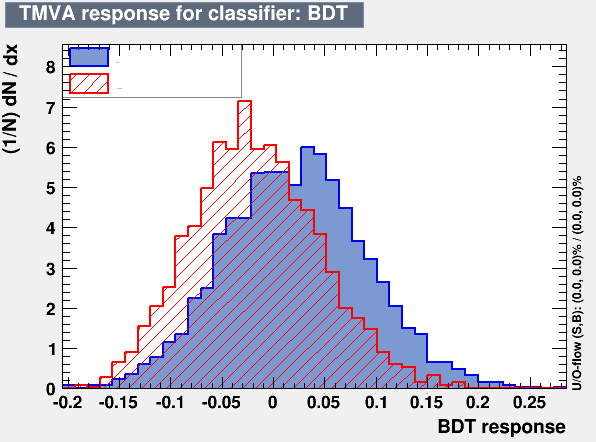 TMVA response for classifier: BDT
(1/N) dN / dx
8
7
6
5
4
3
2
1
0
-0.2 -0.15 -0.1 -0.05 0 0.05 0.1 0.15 0.2 0.25
BDT response
U/O-flow (S,B): (0.0, 0.0)% / (0.0, 0.0)%